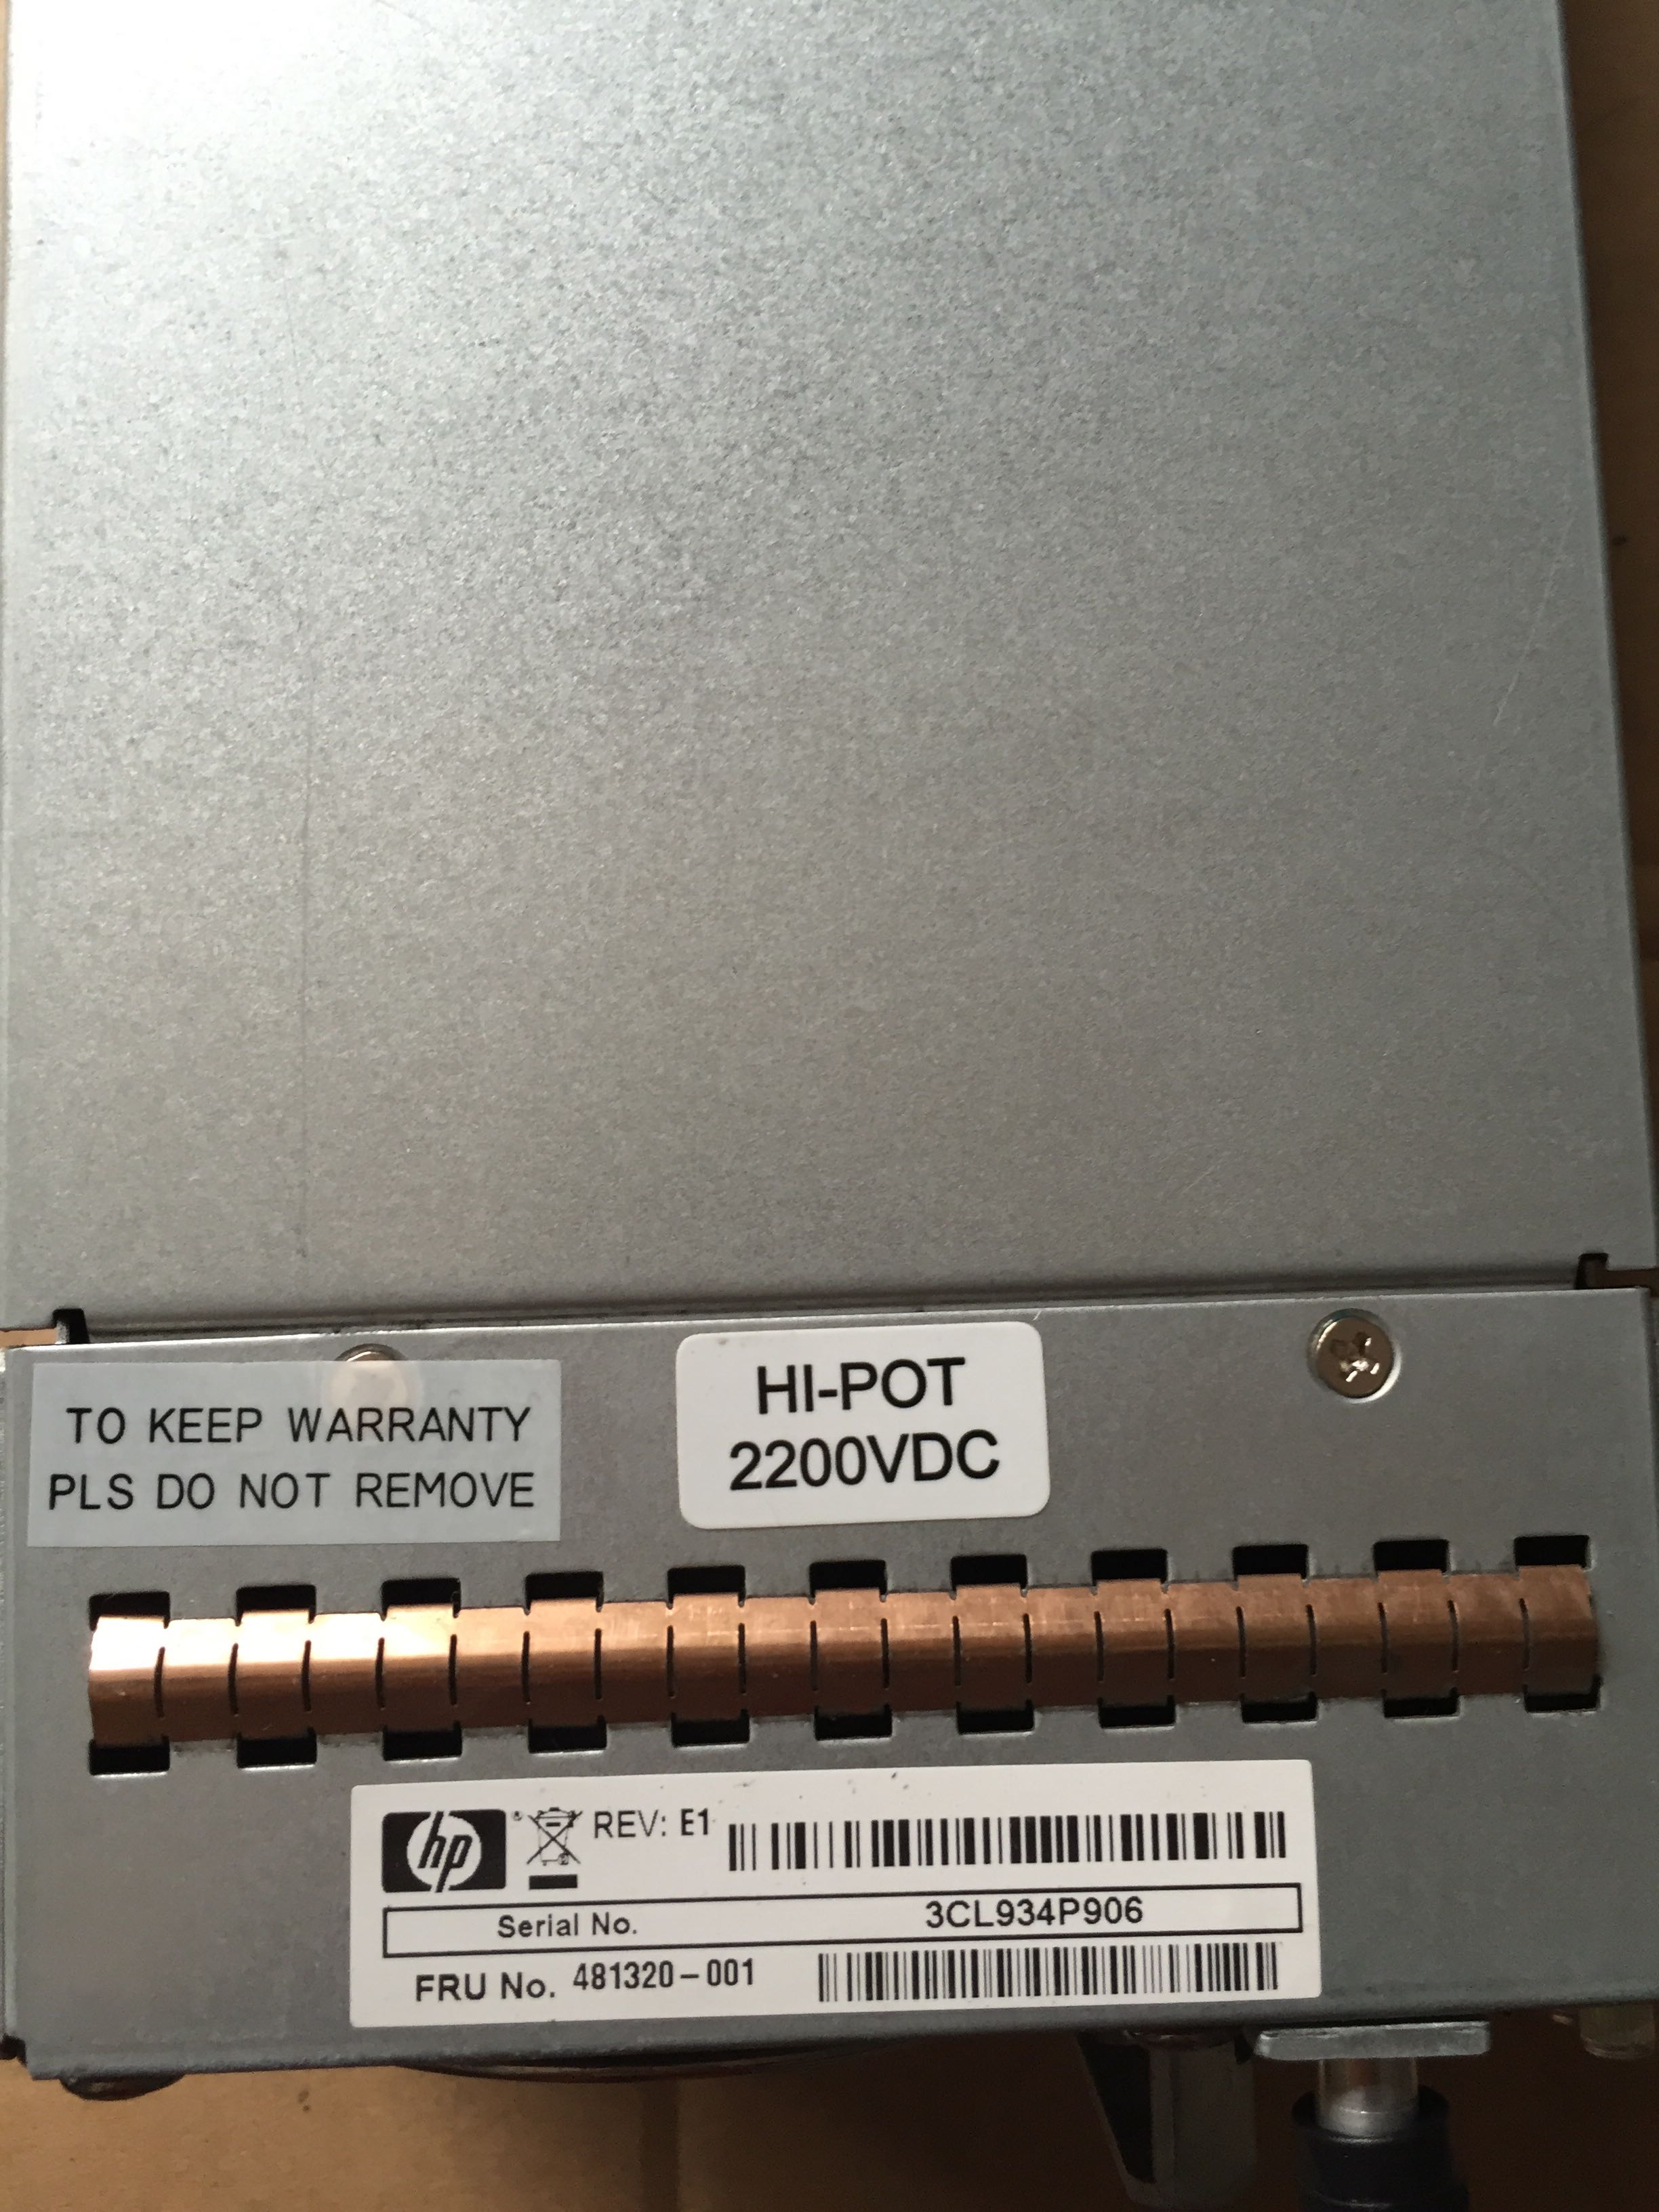 TO KEEP WARRANTY
PLS DO NOT REMOVE
HI-POT
2200VDC
hp® REV: E1
Serial No. 3CL934P906
FRU No. 481320-001